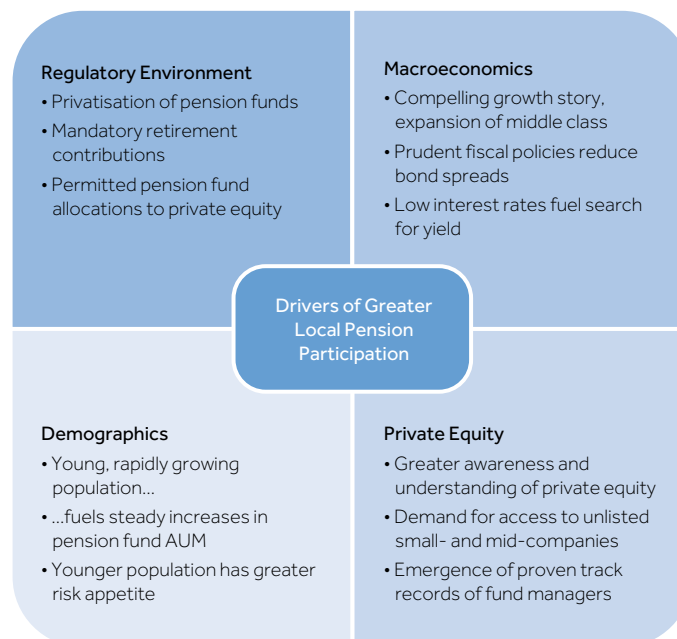 Regulatory Environment
• Privatisation of pension funds
• Mandatory retirement
contributions
• Permitted pension fund
allocations to private equity
Macroeconomics
• Compelling growth story,
expansion of middle class
• Prudent fiscal policies reduce
bond spreads
• Low interest rates fuel search
for yield
Drivers of Greater
Local Pension
Participation
Demographics
• Young, rapidly growing
population...
• ...fuels steady increases in
pension fund AUM
• Younger population has greater
risk appetite
Private Equity
• Greater awareness and
understanding of private equity
• Demand for access to unlisted
small- and mid-companies
• Emergence of proven track
records of fund managers